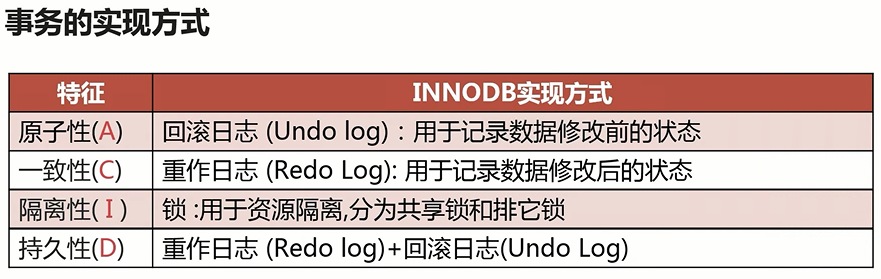 事务的实现方式
特征 INNODB实现方式
原子性(A) 回滚日志 (Undo log)：用于记录数据修改前的状态
一致性(C) 重作日志 (Redo Log): 用于记录数据修改后的状态
隔离性( I ) 锁 :用于资源隔离,分为共享锁和排它锁
持久性(D) 重作日志 (Redo log)+回滚日志(Undo Log)